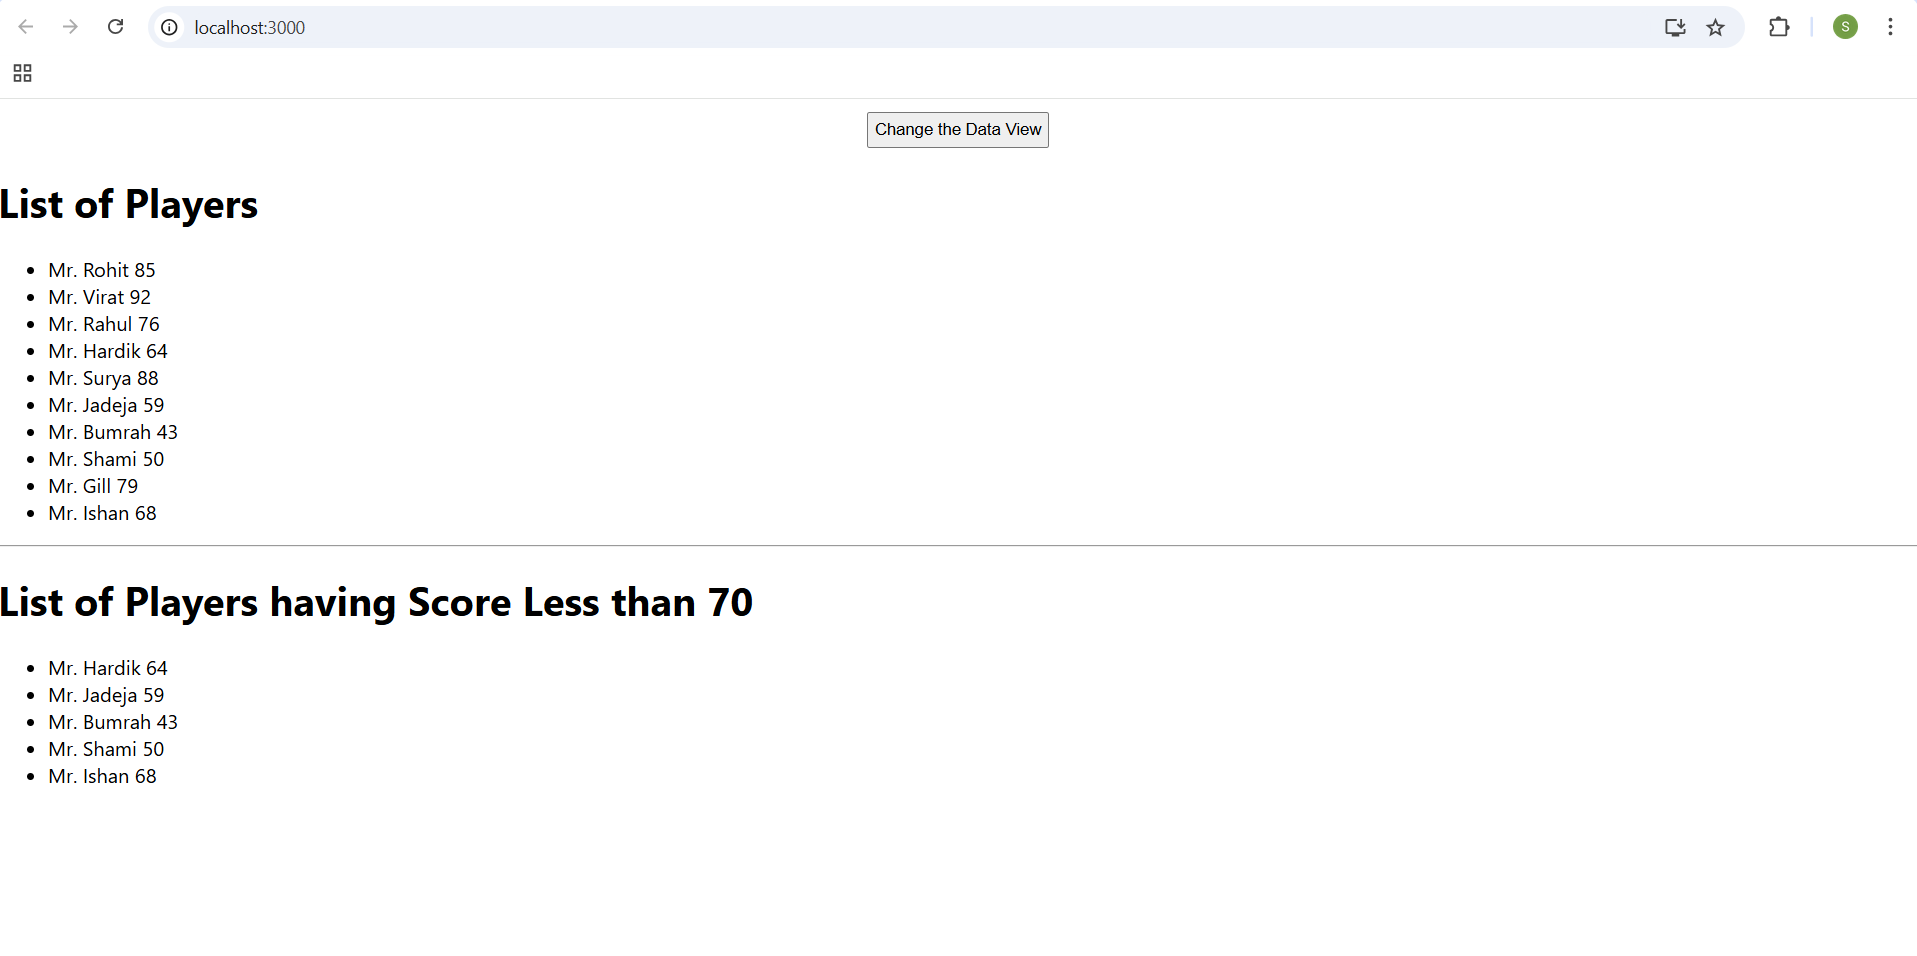 localhost:3000
S
Change the Data View
List of Players
Mr. Rohit 85
Mr. Virat 92
Mr. Rahul 76
Mr. Hardik 64
Mr. Surya 88
Mr. Jadeja 59
Mr. Bumrah 43
Mr. Shami 50
Mr. Gill 79
Mr. Ishan 68
List of Players having Score Less than 70
Mr. Hardik 64
Mr. Jadeja 59
Mr. Bumrah 43
Mr. Shami 50
Mr. Ishan 68